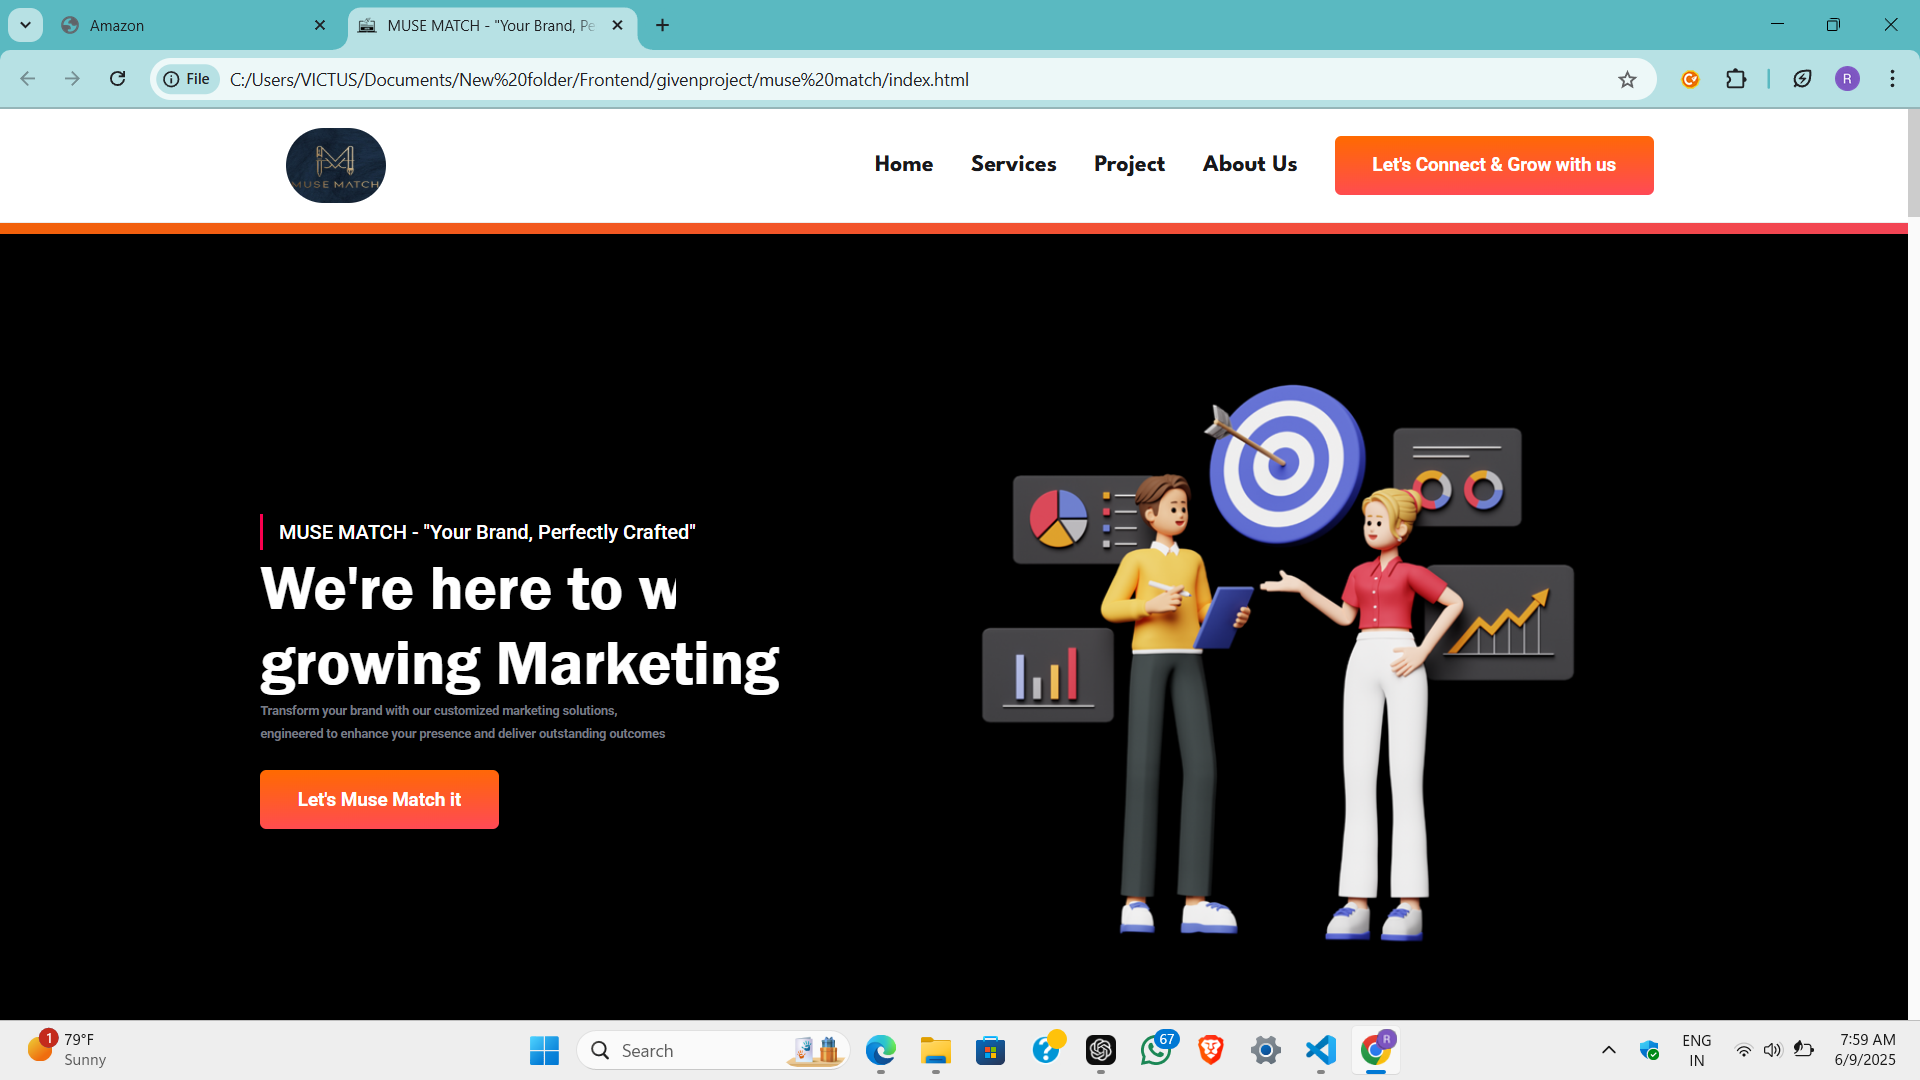 Amazon
MUSE MATCH - "Your Brand, Pe
File
C:/Users/VICTUS/Documents/New%20folder/Frontend/givenproject/muse%20match/index.html
R
MUSE MATCH
Home
Services
Project
About Us
Let's Connect & Grow with us
MUSE MATCH - "Your Brand, Perfectly Crafted"
We're here to w
growing Marketing
Transform your brand with our customized marketing solutions,
engineered to enhance your presence and deliver outstanding outcomes
Let's Muse Match it
1
79°F
Sunny
Search
67
R
ENG
IN
7:59 AM
6/9/2025